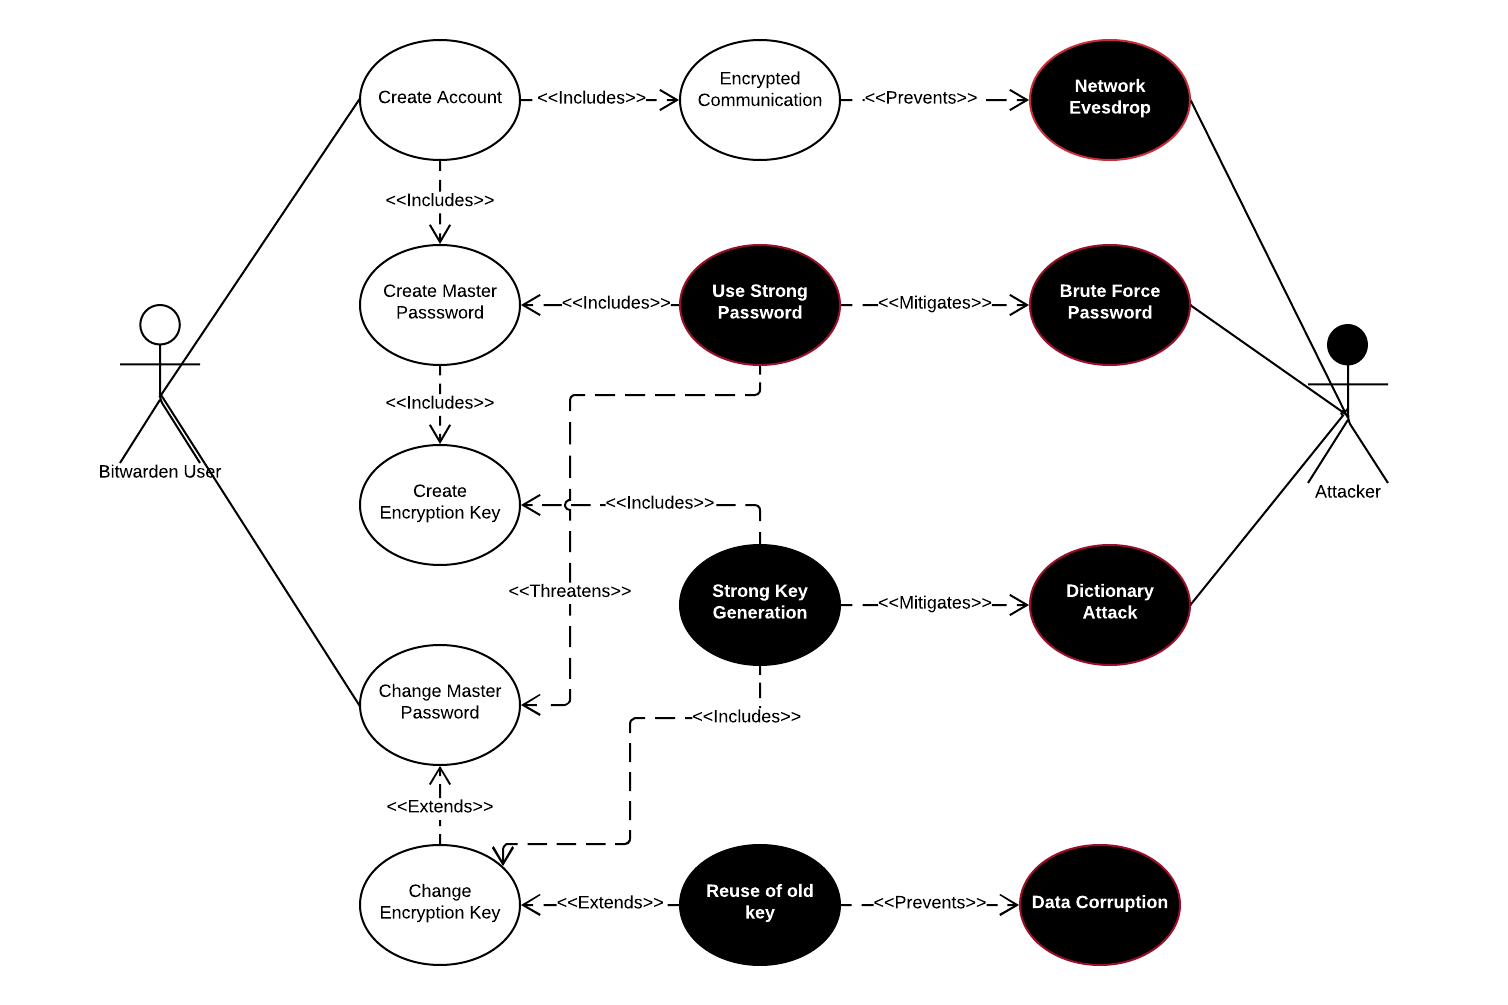 Create Account
<<Includes>>
Encrypted
Communication
<<Prevents>>
Network
Evesdrop
<<Includes>>
Create Master
Passsword
<<Includes>>
Use Strong
Password
<<Mitigates>>
Brute Force
Password
<<Includes>>
Bitwarden User
Attacker
Create
Encryption Key
<<Includes>>
<<Threatens>>
Strong Key
Generation
<<Mitigates>>
Dictionary
Attack
Change Master
Password
<<Includes>>
<<Extends>>
Change
Encryption Key
<<Extends>>
Reuse of old
key
<<Prevents>>
Data Corruption